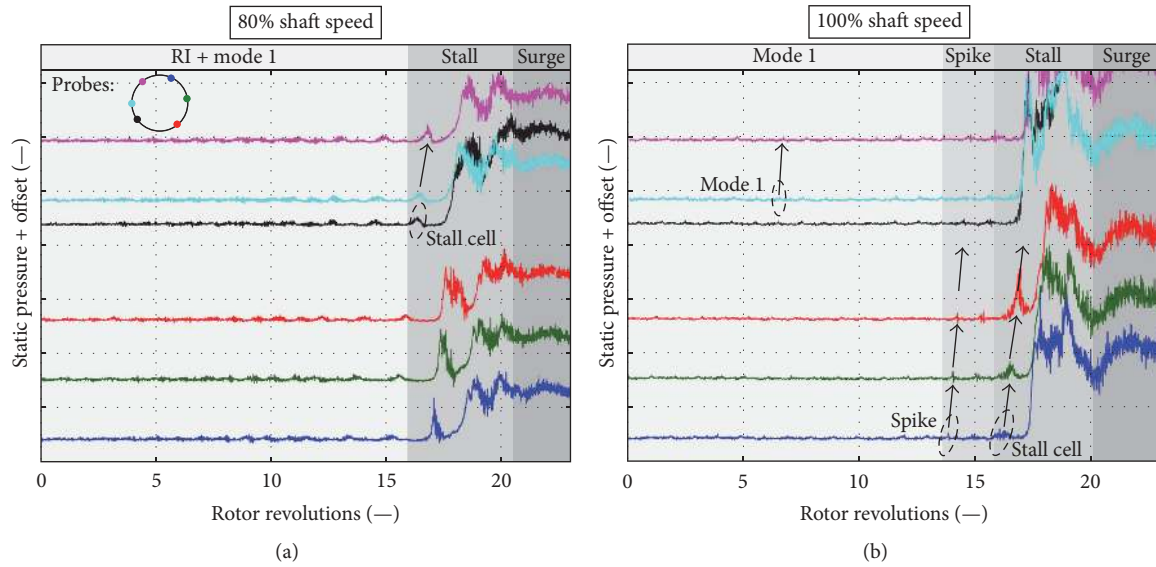 80% shaft speed
RI + mode 1
Stall
Surge
Probes:
Stall cell
Static pressure + offset (—)
0
5
10
15
20
Rotor revolutions (—)
(a)
100% shaft speed
Mode 1
Spike
Stall
Surge
Mode 1
Spike
Stall cell
Static pressure + offset (—)
0
5
10
15
20
Rotor revolutions (—)
(b)